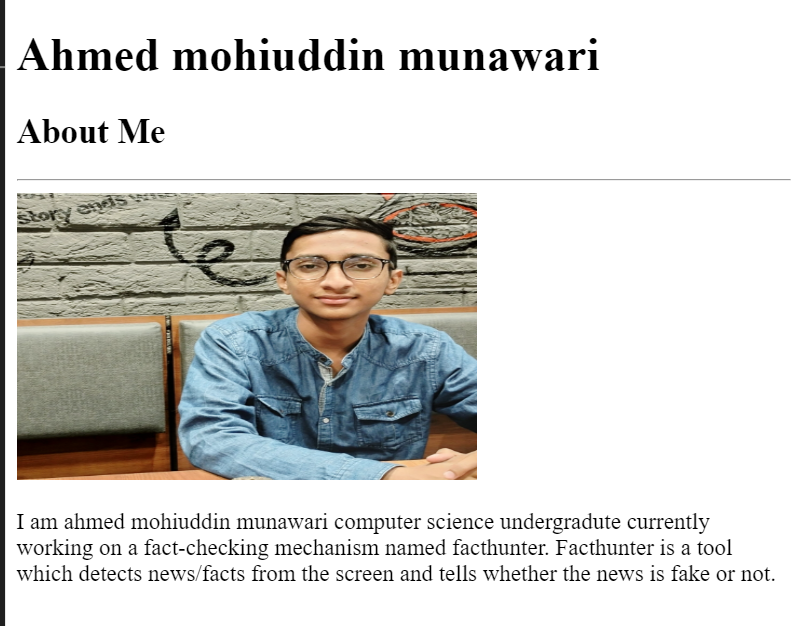 Ahmed mohiuddin munawari
About Me
story ends
I am ahmed mohiuddin munawari computer science undergradute currently
working on a fact-checking mechanism named facthunter. Facthunter is a tool
which detects news/facts from the screen and tells whether the news is fake or not.